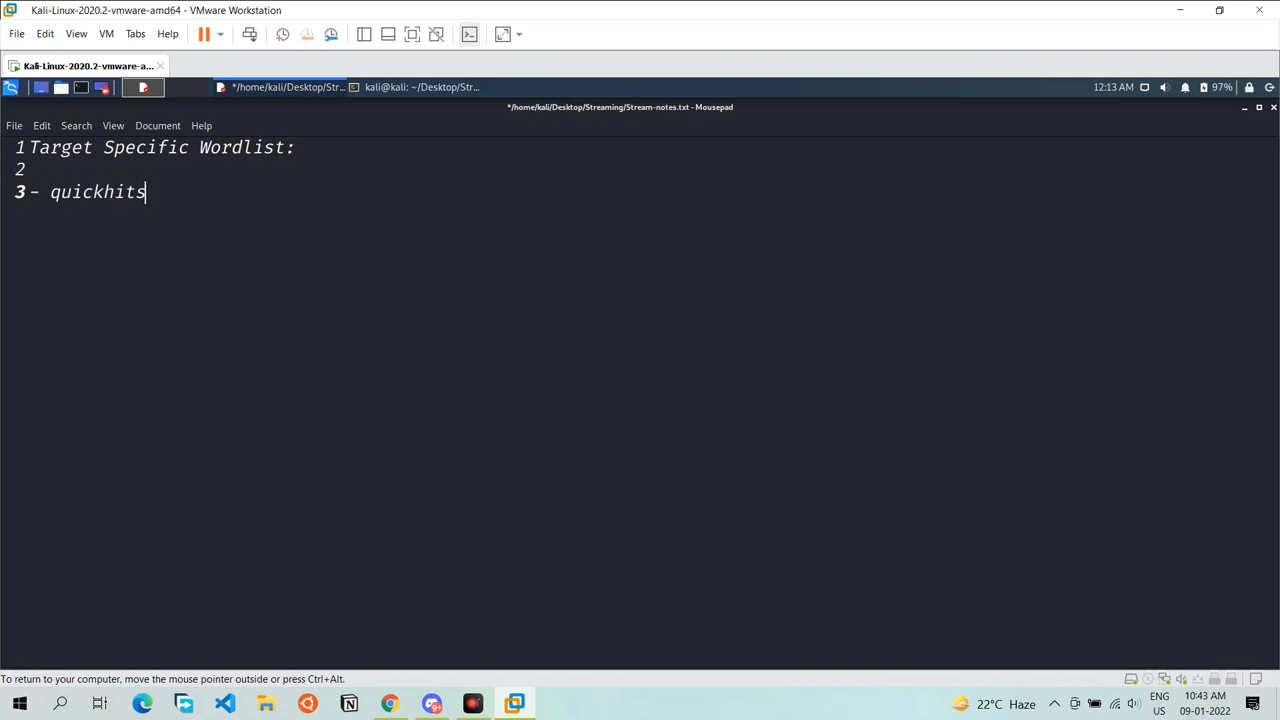 Kali-Linux-2020.2-vmware-amd64 - VMware Workstation
File Edit View VM Tabs Help
Kali-Linux-2020.2-vmware-a...
*/home/kali/Desktop/Str... kali@kali: ~/Desktop/Str... 12:13 AM 97%
*/home/kali/Desktop/Streaming/Stream-notes.txt - Mousepad
File Edit Search View Document Help
1 Target Specific Wordlist:
2
3 - quickhits
To return to your computer, move the mouse pointer outside or press Ctrl+Alt.
22°C Haze ENG 10:43 AM
US 09-01-2022